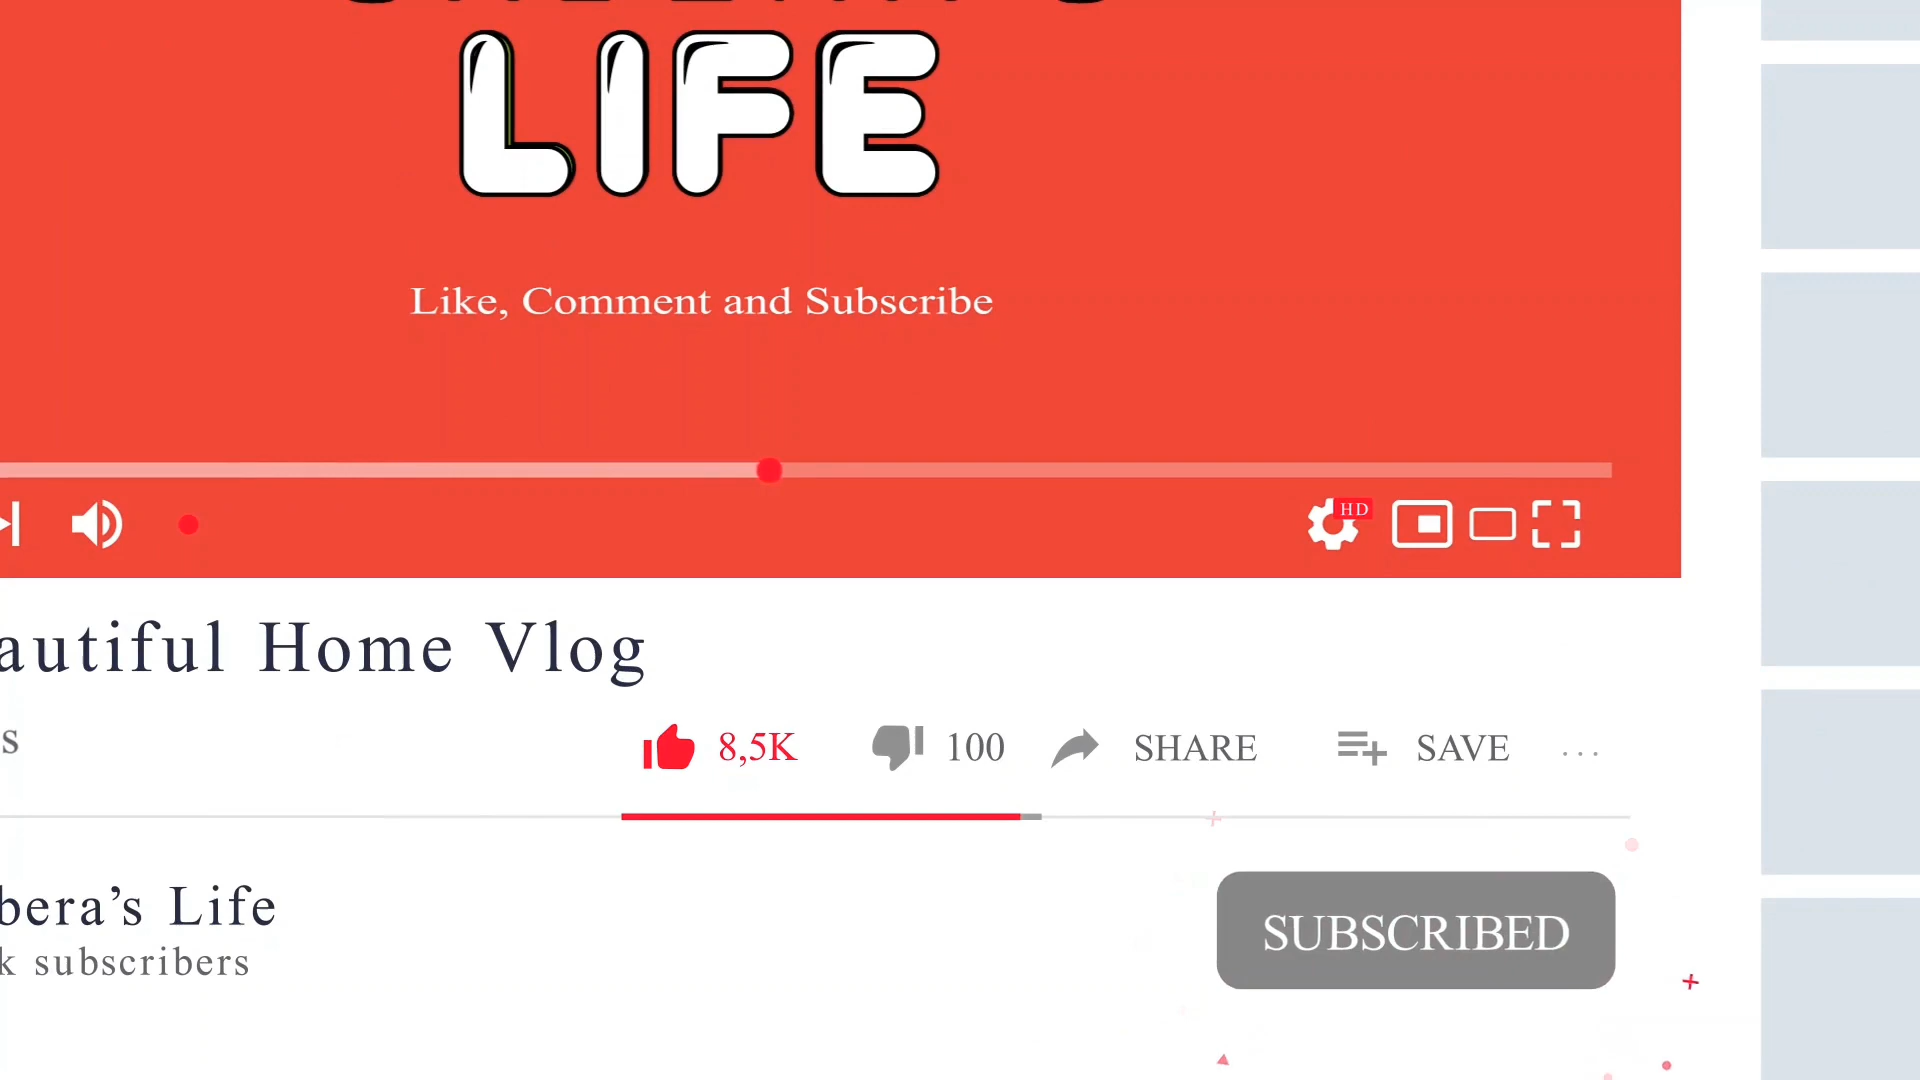 LIFE
Like, Comment and Subscribe
HD
autiful Home Vlog
s
8,5K 100 SHARE SAVE ...
bera’s Life
k subscribers
SUBSCRIBED